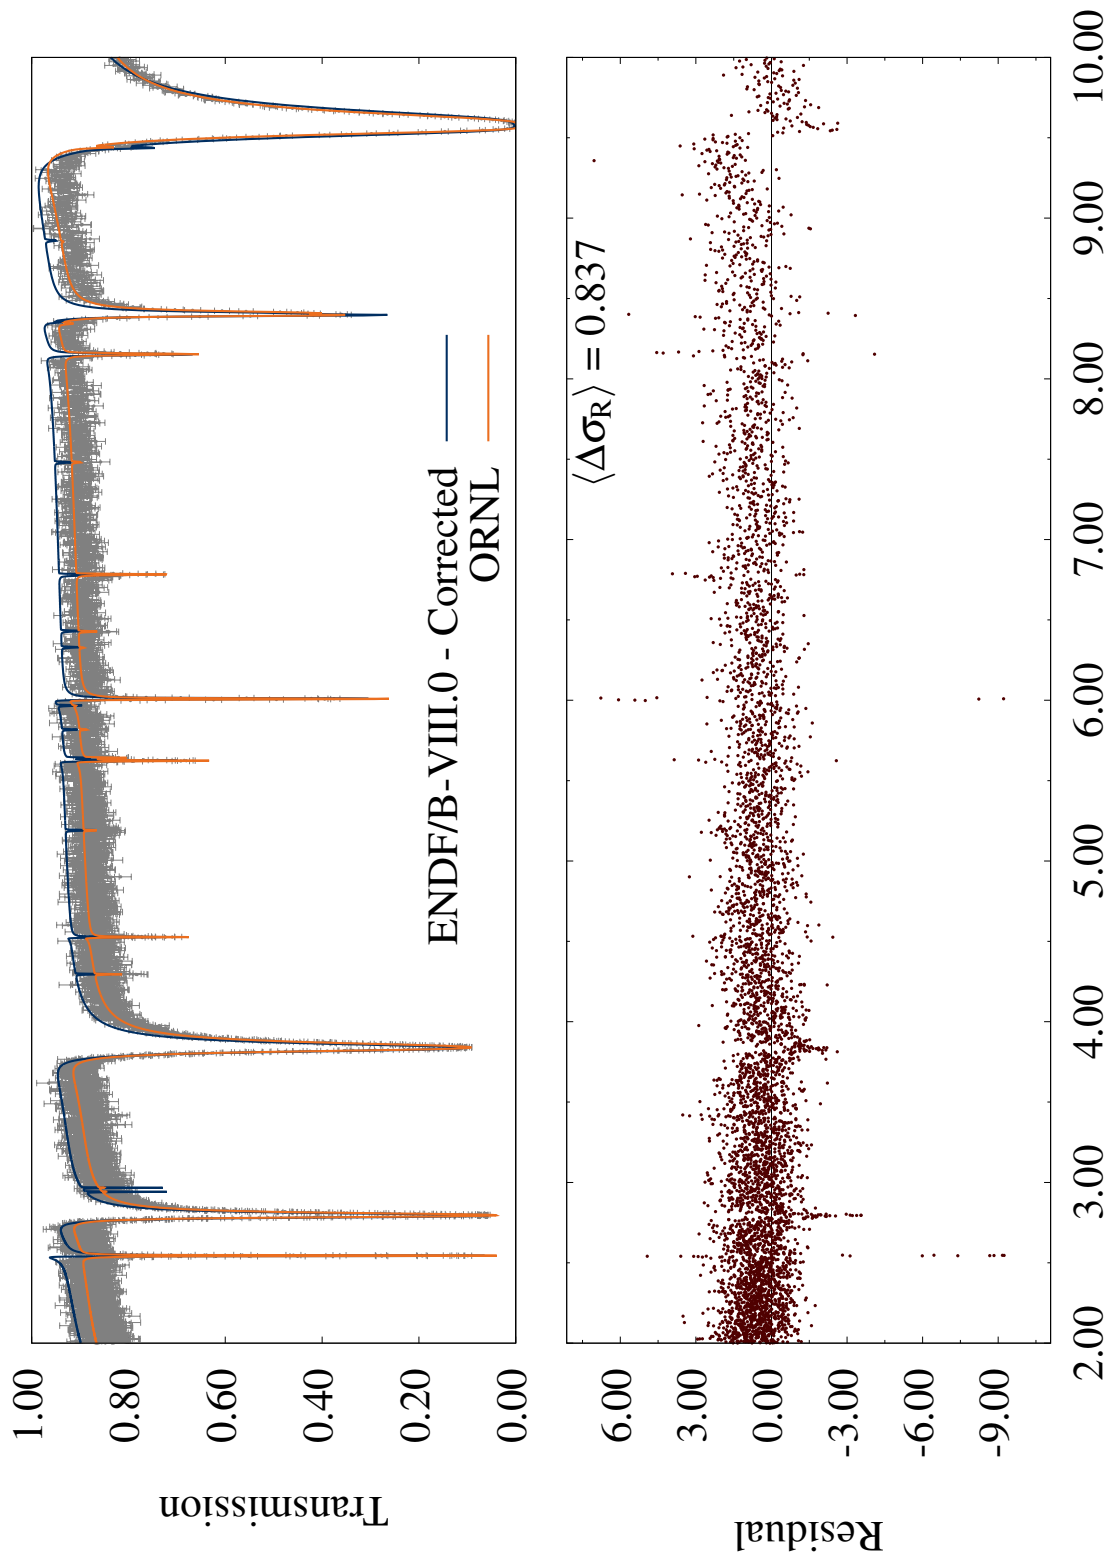 Transmission
1.00
0.80
0.60
0.40
0.20
0.00
ENDF/B-VIII.0 - Corrected
ORNL
Residual
6.00
3.00
0.00
-3.00
-6.00
-9.00
⟨Δσ_R⟩ = 0.837
2.00 3.00 4.00 5.00 6.00 7.00 8.00 9.00 10.00